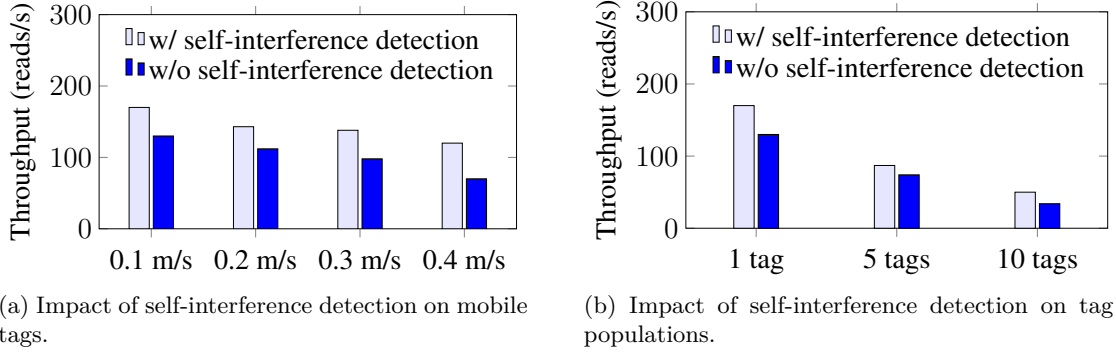 Throughput (reads/s)
300
200
100
0
w/ self-interference detection
w/o self-interference detection
0.1 m/s 0.2 m/s 0.3 m/s 0.4 m/s
(a) Impact of self-interference detection on mobile
tags.
Throughput (reads/s)
300
200
100
0
w/ self-interference detection
w/o self-interference detection
1 tag 5 tags 10 tags
(b) Impact of self-interference detection on tag
populations.